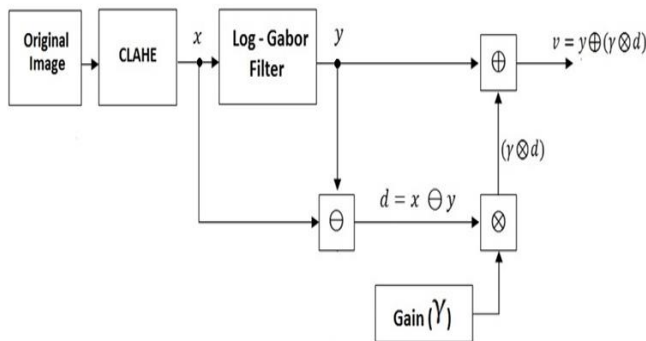 Original
Image
CLAHE
x
Log - Gabor
Filter
y
⊕
v = y⊕(γ⊗d)
(γ⊗d)
⊖
d = x ⊖ y
⊗
Gain (γ)